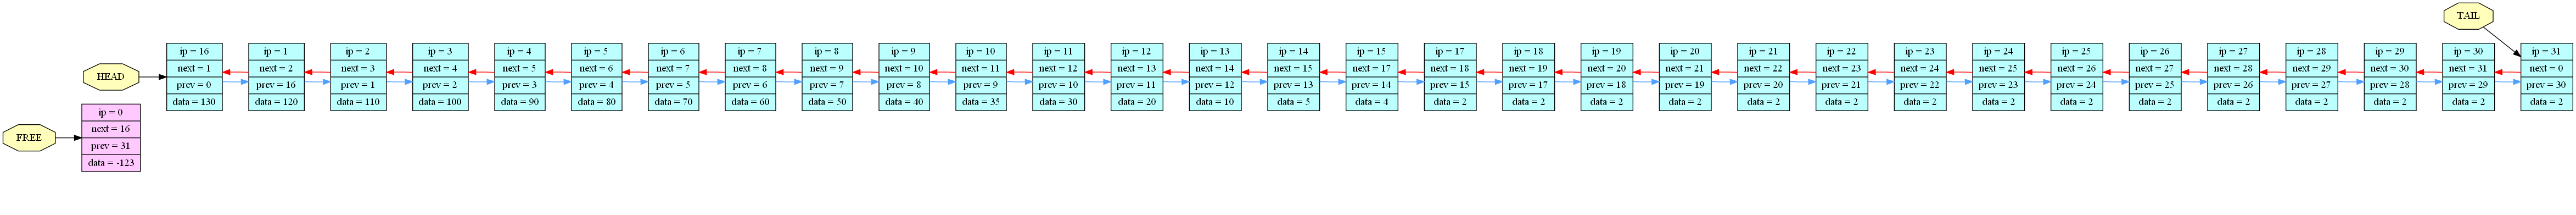 TAIL
HEAD
ip = 16
next = 1
prev = 0
data = 130
ip = 1
next = 2
prev = 16
data = 120
ip = 2
next = 3
prev = 1
data = 110
ip = 3
next = 4
prev = 2
data = 100
ip = 4
next = 5
prev = 3
data = 90
ip = 5
next = 6
prev = 4
data = 80
ip = 6
next = 7
prev = 5
data = 70
ip = 7
next = 8
prev = 6
data = 60
ip = 8
next = 9
prev = 7
data = 50
ip = 9
next = 10
prev = 8
data = 40
ip = 10
next = 11
prev = 9
data = 35
ip = 11
next = 12
prev = 10
data = 30
ip = 12
next = 13
prev = 11
data = 20
ip = 13
next = 14
prev = 12
data = 10
ip = 14
next = 15
prev = 13
data = 5
ip = 15
next = 17
prev = 14
data = 4
ip = 17
next = 18
prev = 15
data = 2
ip = 18
next = 19
prev = 17
data = 2
ip = 19
next = 20
prev = 18
data = 2
ip = 20
next = 21
prev = 19
data = 2
ip = 21
next = 22
prev = 20
data = 2
ip = 22
next = 23
prev = 21
data = 2
ip = 23
next = 24
prev = 22
data = 2
ip = 24
next = 25
prev = 23
data = 2
ip = 25
next = 26
prev = 24
data = 2
ip = 26
next = 27
prev = 25
data = 2
ip = 27
next = 28
prev = 26
data = 2
ip = 28
next = 29
prev = 27
data = 2
ip = 29
next = 30
prev = 28
data = 2
ip = 30
next = 31
prev = 29
data = 2
ip = 31
next = 0
prev = 30
data = 2
FREE
ip = 0
next = 16
prev = 31
data = -123